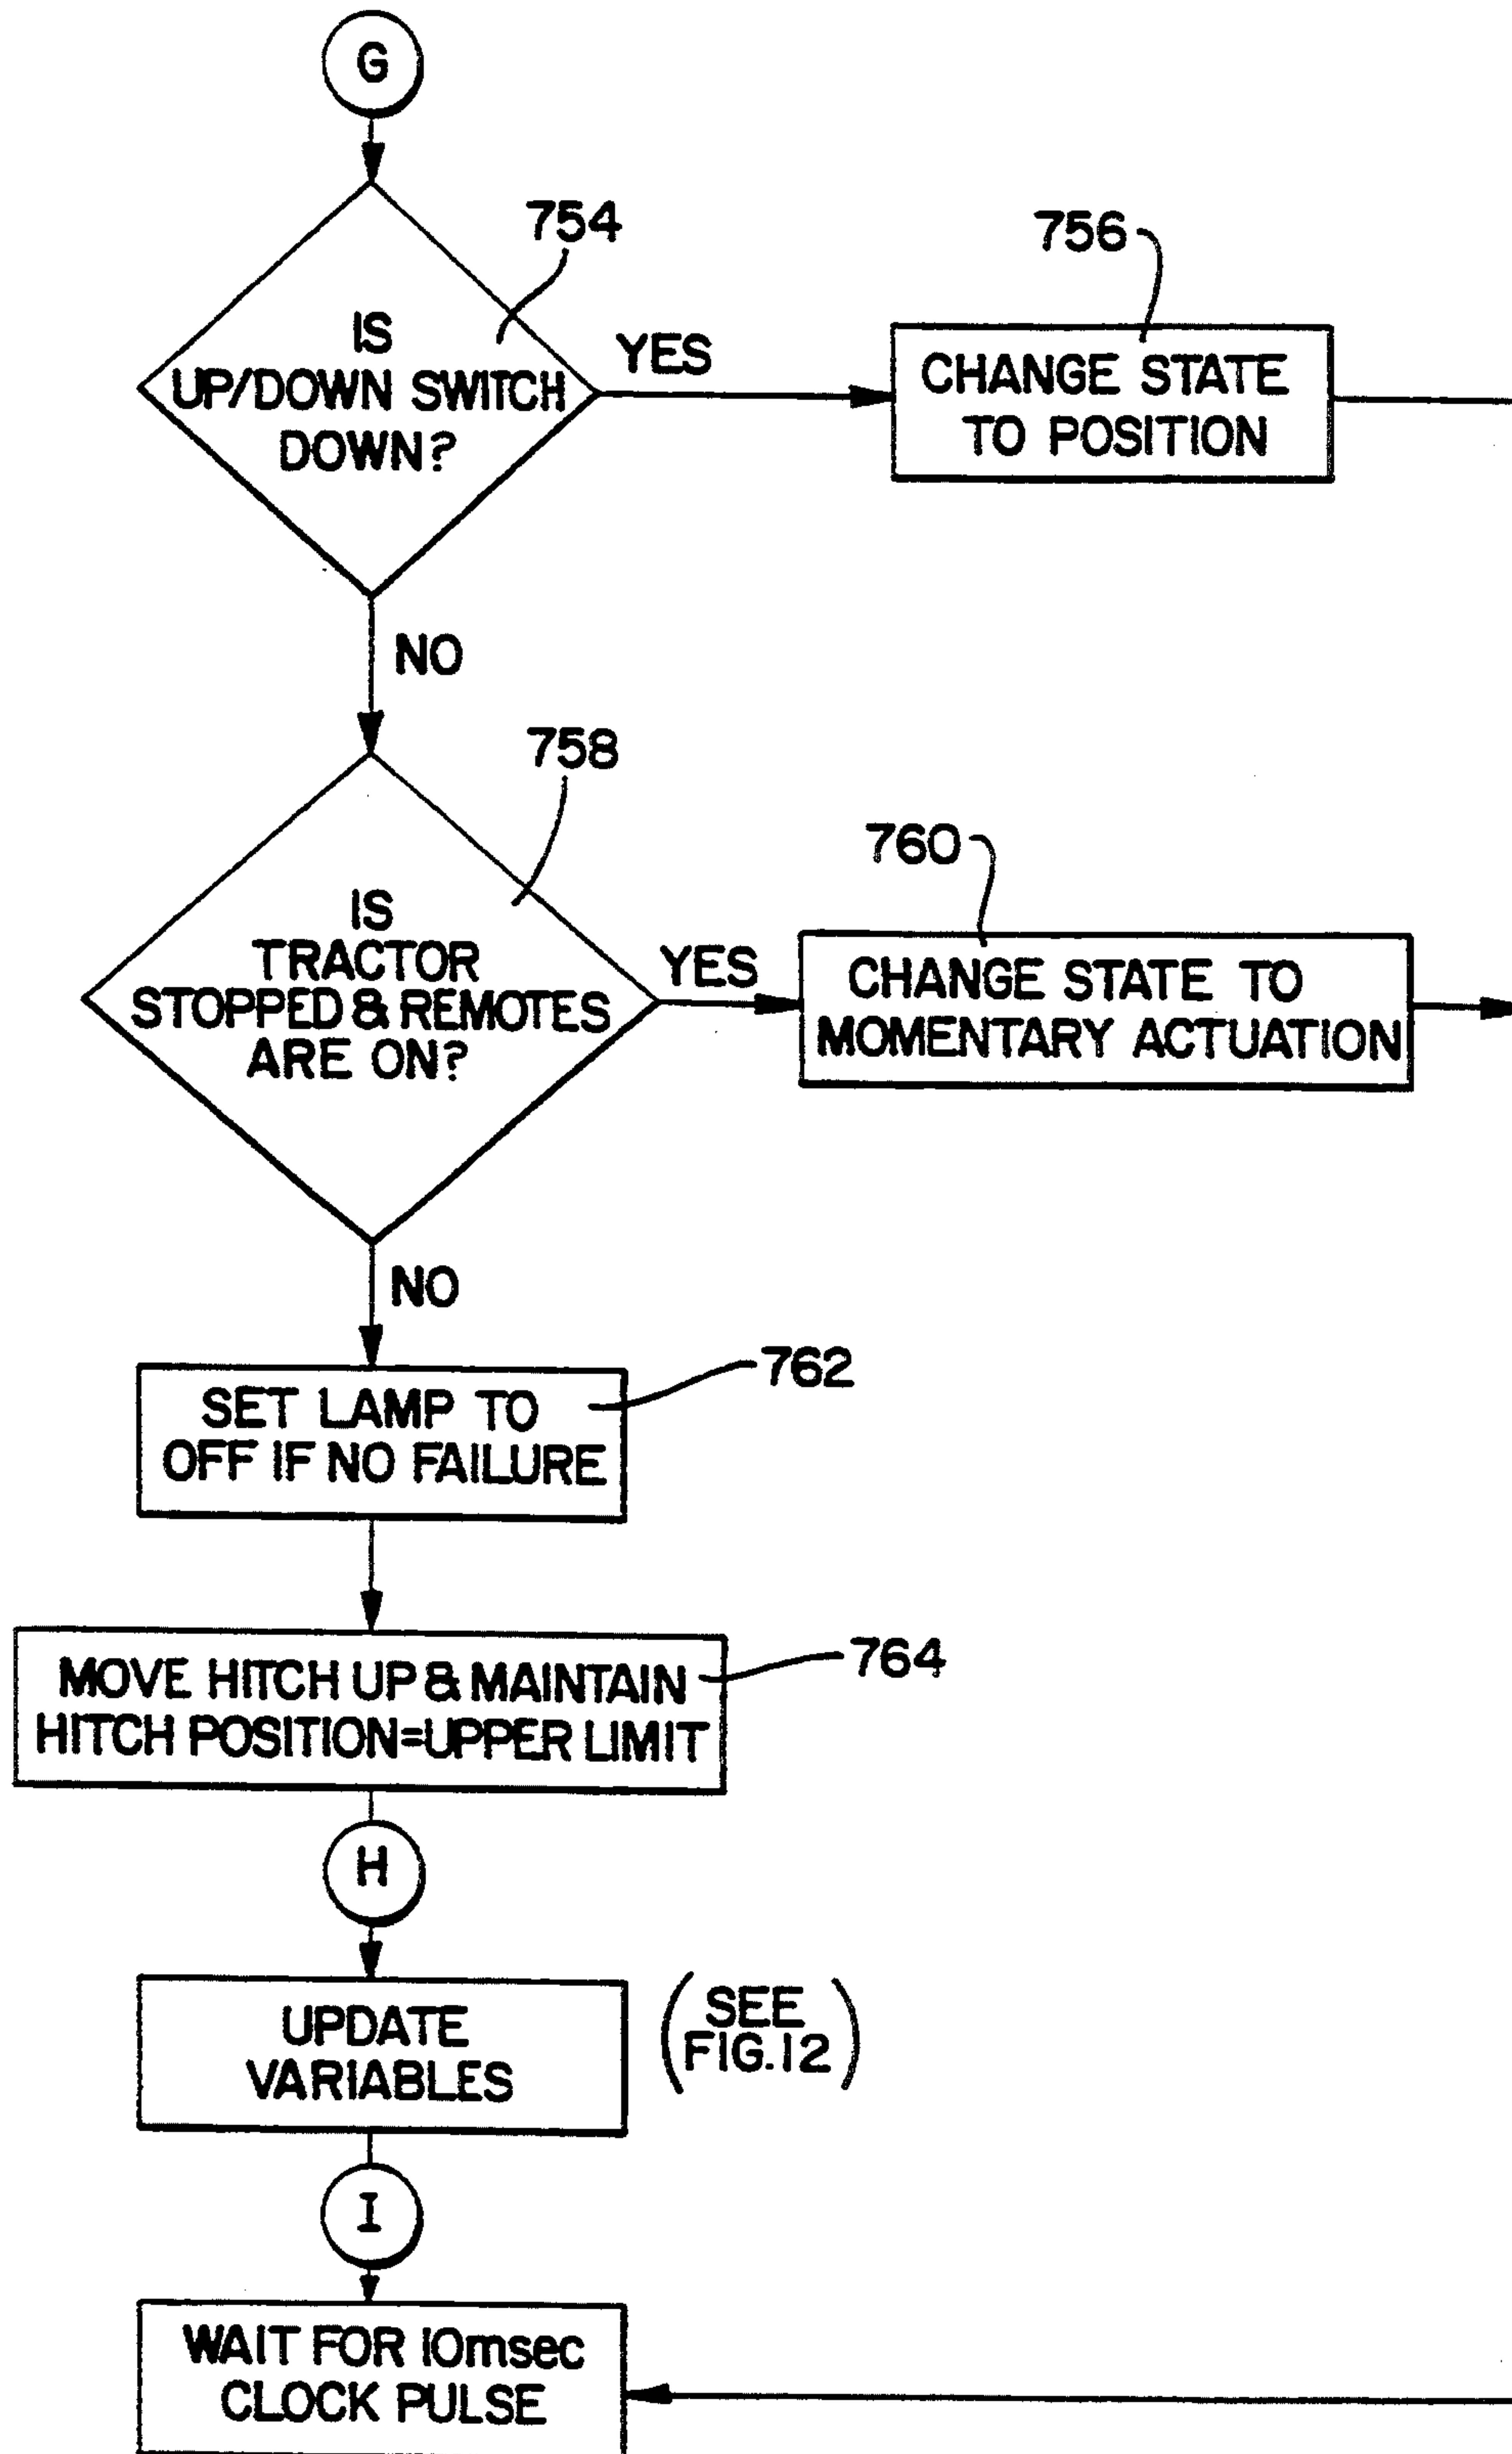 G
754
IS
UP/DOWN SWITCH
DOWN?
YES
756
CHANGE STATE
TO POSITION
NO
758
IS
TRACTOR
STOPPED & REMOTES
ARE ON?
YES
760
CHANGE STATE TO
MOMENTARY ACTUATION
NO
762
SET LAMP TO
OFF IF NO FAILURE
764
MOVE HITCH UP & MAINTAIN
HITCH POSITION=UPPER LIMIT
H
UPDATE
VARIABLES
(SEE
FIG.12)
I
WAIT FOR 10msec
CLOCK PULSE